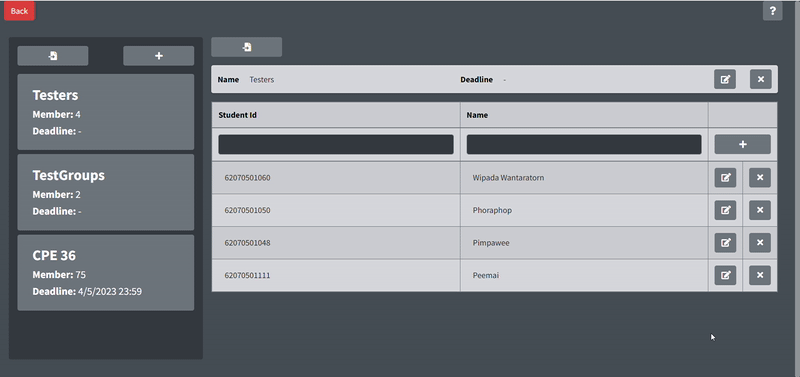 Back
?
+
Testers
Member: 4
Deadline: -
TestGroups
Member: 2
Deadline: -
CPE 36
Member: 75
Deadline: 4/5/2023 23:59
Name Testers Deadline -
Student Id Name
+
62070501060 Wipada Wantaratorn
62070501050 Phoraphop
62070501048 Pimpawee
62070501111 Peemai